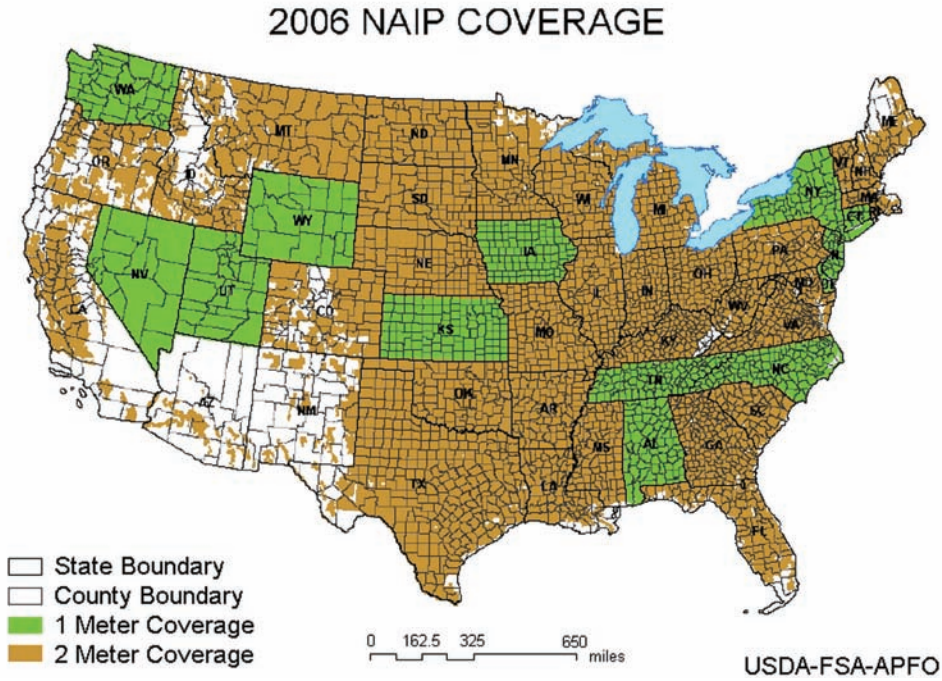 2006 NAIP COVERAGE
WA
MT
ND
MN
ME
OR
ID
SD
WI
MI
NY
VT
NH
MA
CT
RI
WY
NE
IA
PA
NV
UT
CO
IL
IN
OH
WV
MD
DE
NJ
VA
CA
KS
MO
KY
AZ
NM
OK
AR
TN
NC
SC
MS
AL
GA
TX
LA
FL
State Boundary
County Boundary
1 Meter Coverage
2 Meter Coverage
0 162.5 325 650
miles
USDA-FSA-APFO